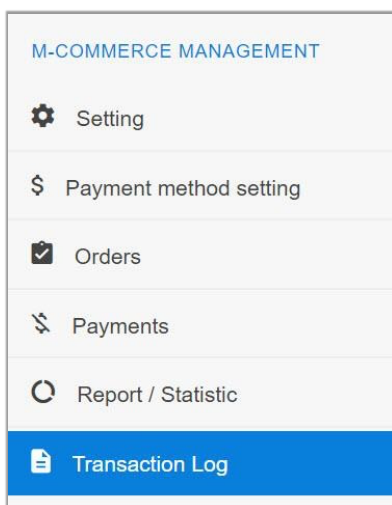 M-COMMERCE MANAGEMENT
Setting
Payment method setting
Orders
Payments
Report / Statistic
Transaction Log